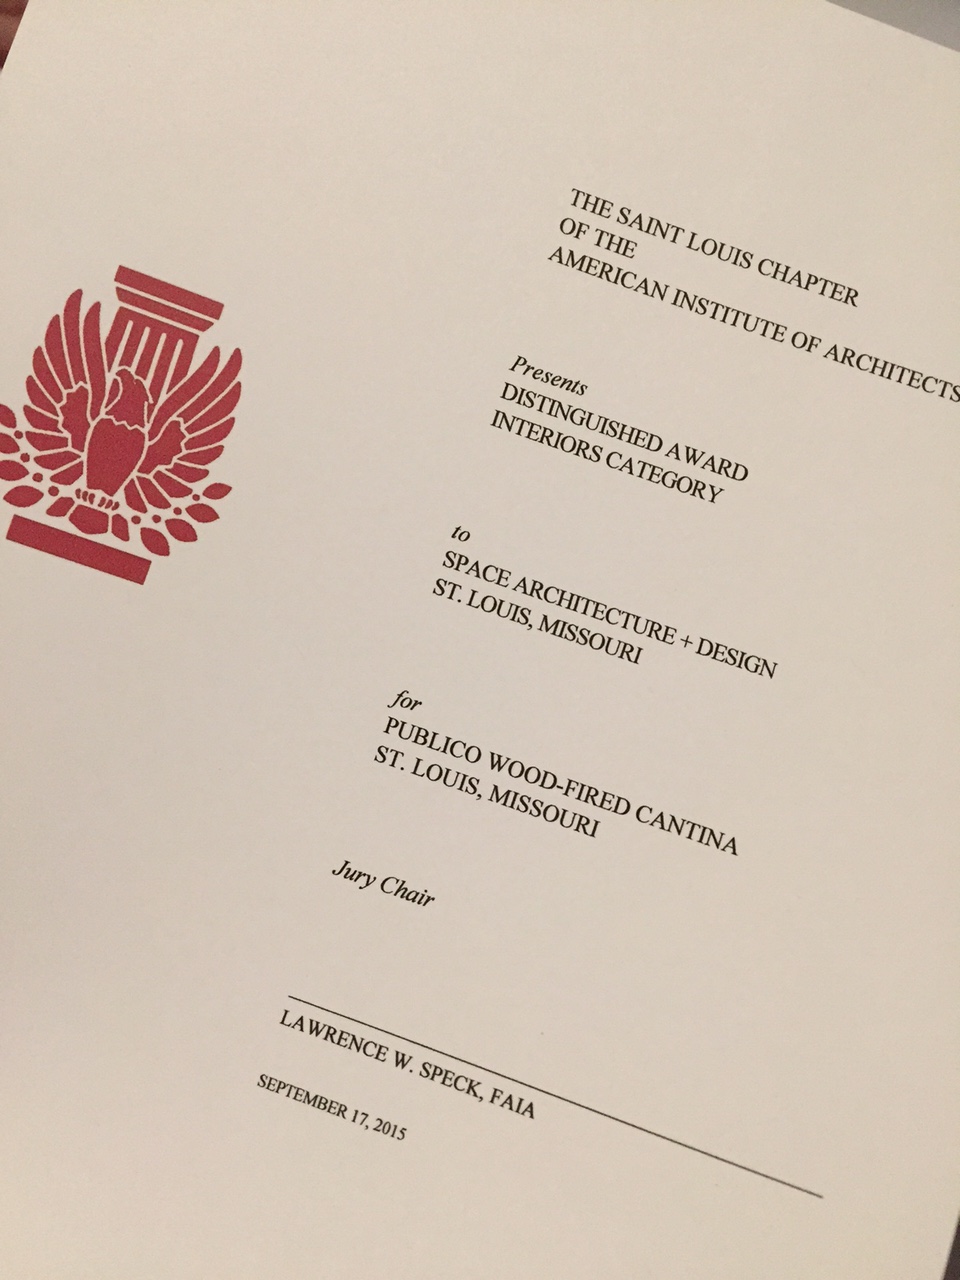 THE SAINT LOUIS CHAPTER
OF THE
AMERICAN INSTITUTE OF ARCHITECTS
Presents
DISTINGUISHED AWARD
INTERIORS CATEGORY
to
SPACE ARCHITECTURE + DESIGN
ST. LOUIS, MISSOURI
for
PUBLICO WOOD-FIRED CANTINA
ST. LOUIS, MISSOURI
Jury Chair
LAWRENCE W. SPECK, FAIA
SEPTEMBER 17, 2015